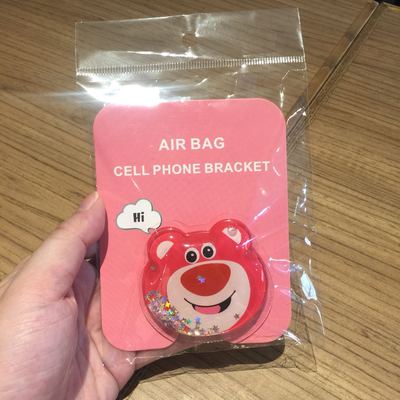 AIR BAG
CELL PHONE BRACKET
Hi